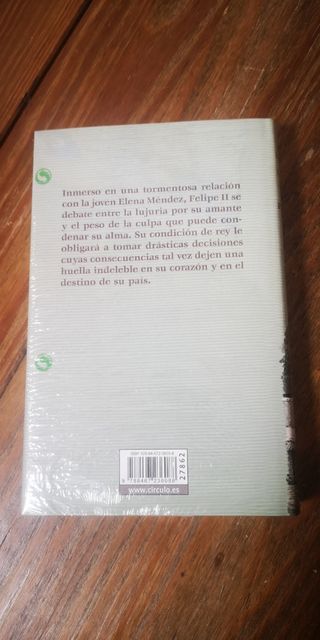 Inmerso en una tormentosa relación
con la joven Elena Méndez, Felipe II se
debate entre la lujuria por su amante
y el peso de la culpa que puede con-
denar su alma. Su condición de rey le
obligará a tomar drásticas decisiones
cuyas consecuencias tal vez dejen una
huella indeleble en su corazón y en el
destino de su país.
27862
www.circulo.es